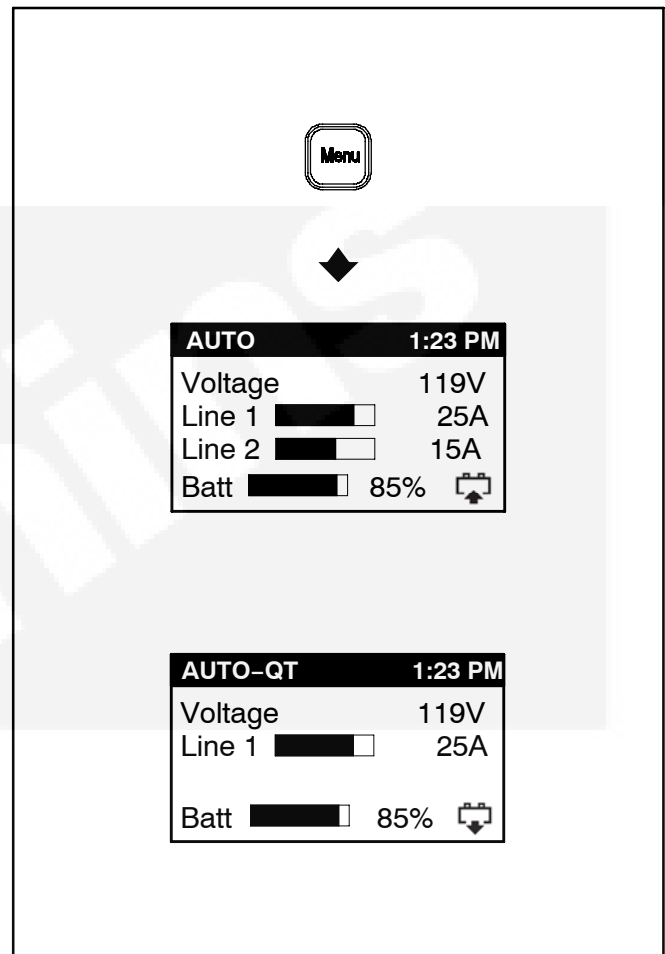 Menu
AUTO 1:23 PM
Voltage 119V
Line 1 25A
Line 2 15A
Batt 85%
AUTO−QT 1:23 PM
Voltage 119V
Line 1 25A
Batt 85%